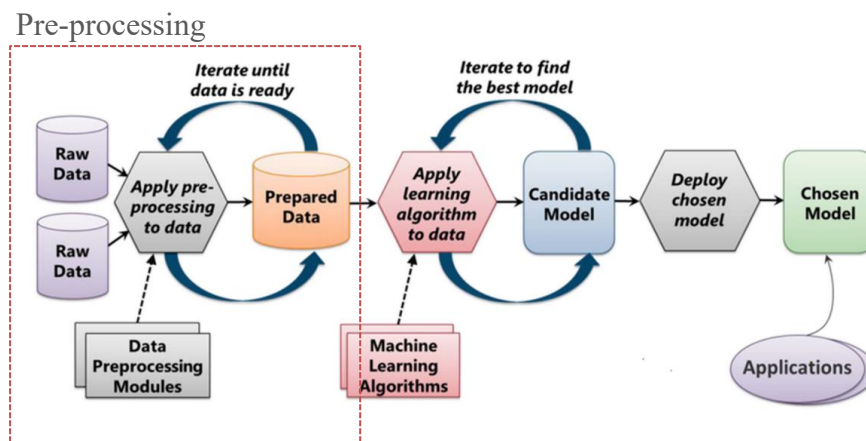 Pre-processing
Iterate until
data is ready
Iterate to find
the best model
Raw
Data
Raw
Data
Apply pre-
processing
to data
Prepared
Data
Apply
learning
algorithm
to data
Candidate
Model
Deploy
chosen
model
Chosen
Model
Data
Preprocessing
Modules
Machine
Learning
Algorithms
Applications